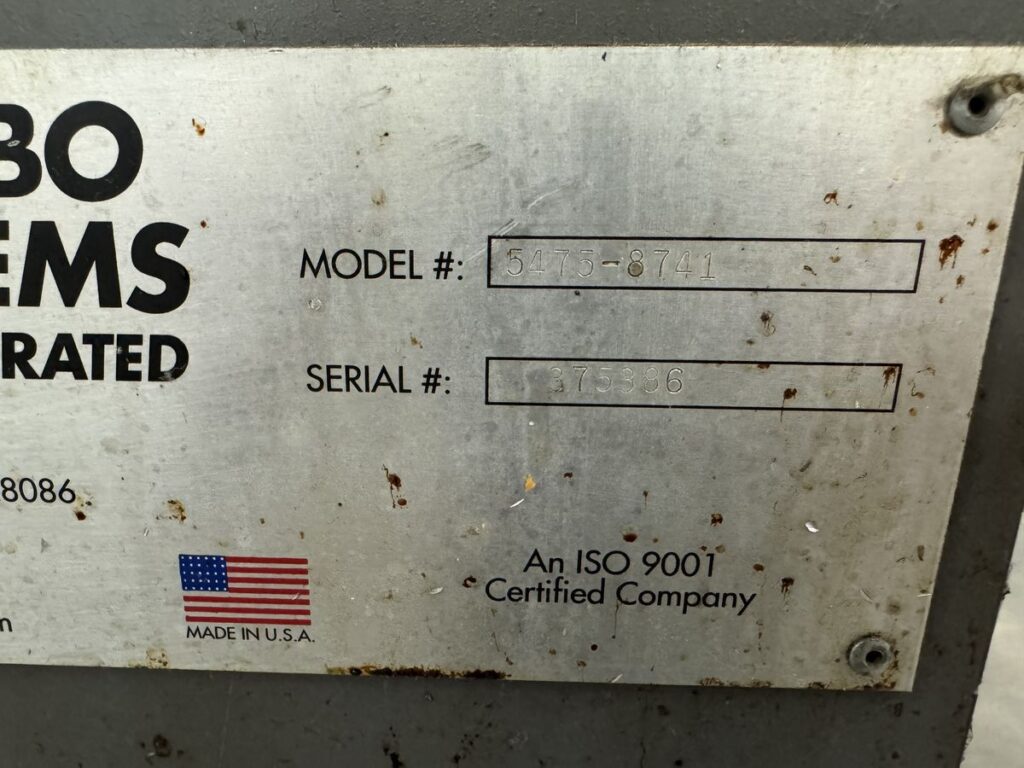 BO
EMS
RATED
MODEL #: 5475-8741
SERIAL #: 375386
8086
m
MADE IN U.S.A.
An ISO 9001
Certified Company